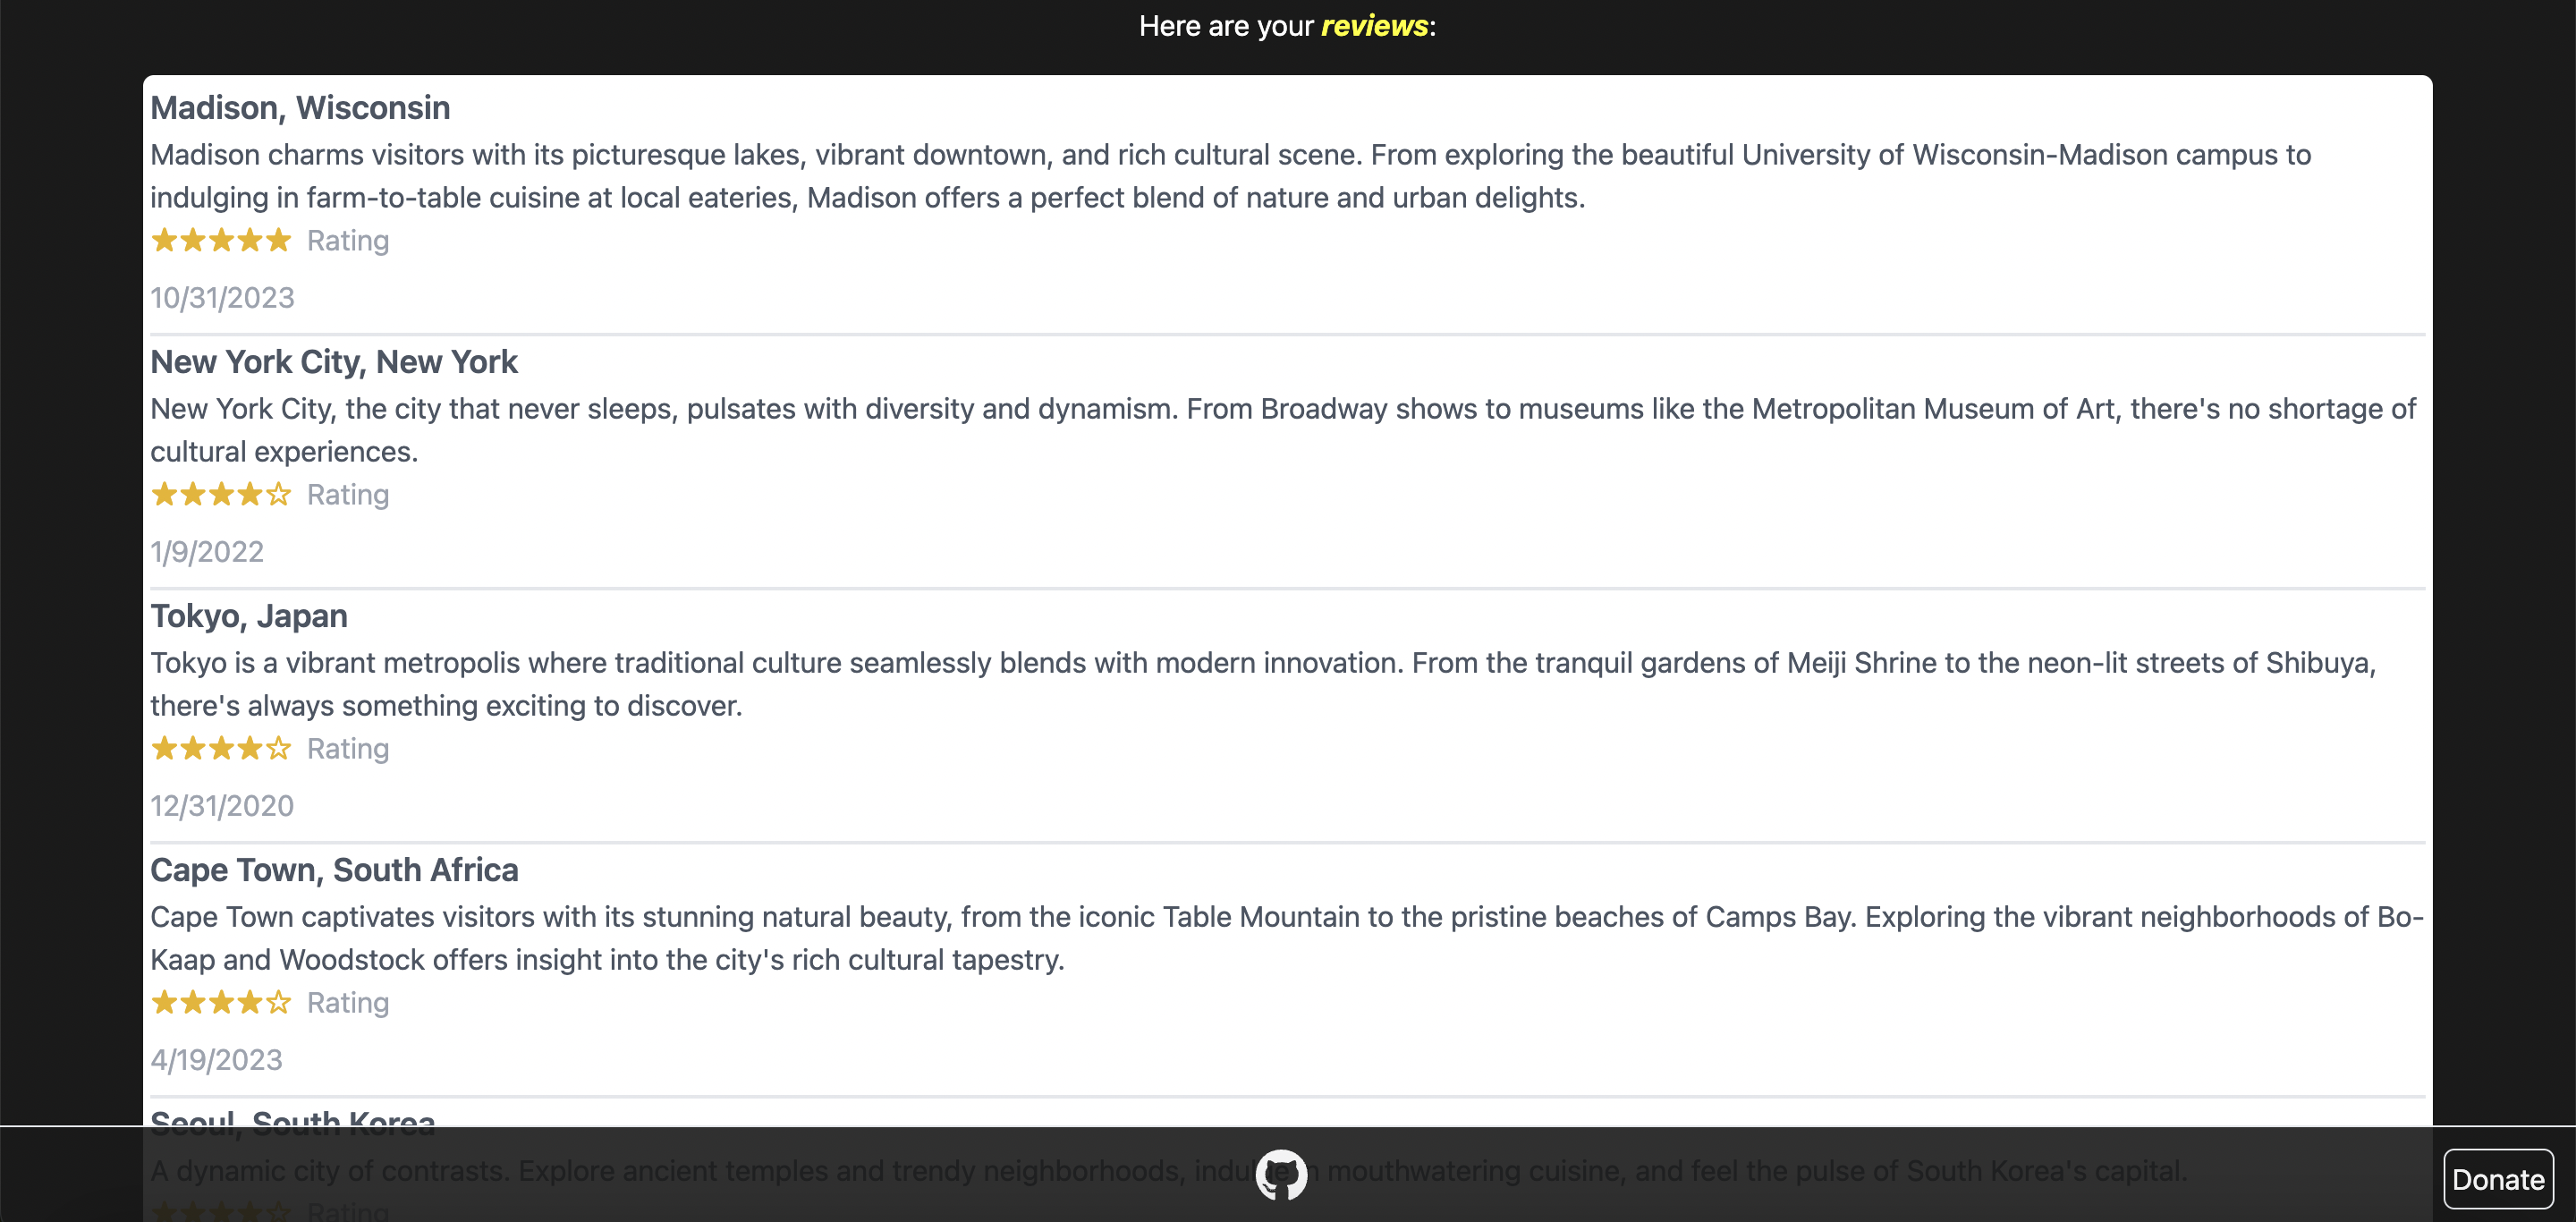 Here are your reviews:
Madison, Wisconsin
Madison charms visitors with its picturesque lakes, vibrant downtown, and rich cultural scene. From exploring the beautiful University of Wisconsin-Madison campus to
indulging in farm-to-table cuisine at local eateries, Madison offers a perfect blend of nature and urban delights.
Rating
10/31/2023
New York City, New York
New York City, the city that never sleeps, pulsates with diversity and dynamism. From Broadway shows to museums like the Metropolitan Museum of Art, there's no shortage of
cultural experiences.
Rating
1/9/2022
Tokyo, Japan
Tokyo is a vibrant metropolis where traditional culture seamlessly blends with modern innovation. From the tranquil gardens of Meiji Shrine to the neon-lit streets of Shibuya,
there's always something exciting to discover.
Rating
12/31/2020
Cape Town, South Africa
Cape Town captivates visitors with its stunning natural beauty, from the iconic Table Mountain to the pristine beaches of Camps Bay. Exploring the vibrant neighborhoods of Bo-
Kaap and Woodstock offers insight into the city's rich cultural tapestry.
Rating
4/19/2023
Seoul, South Korea
A dynamic city of contrasts. Explore ancient temples and trendy neighborhoods, mouthwatering cuisine, and feel the pulse of South Korea's capital.
Rating
Donate